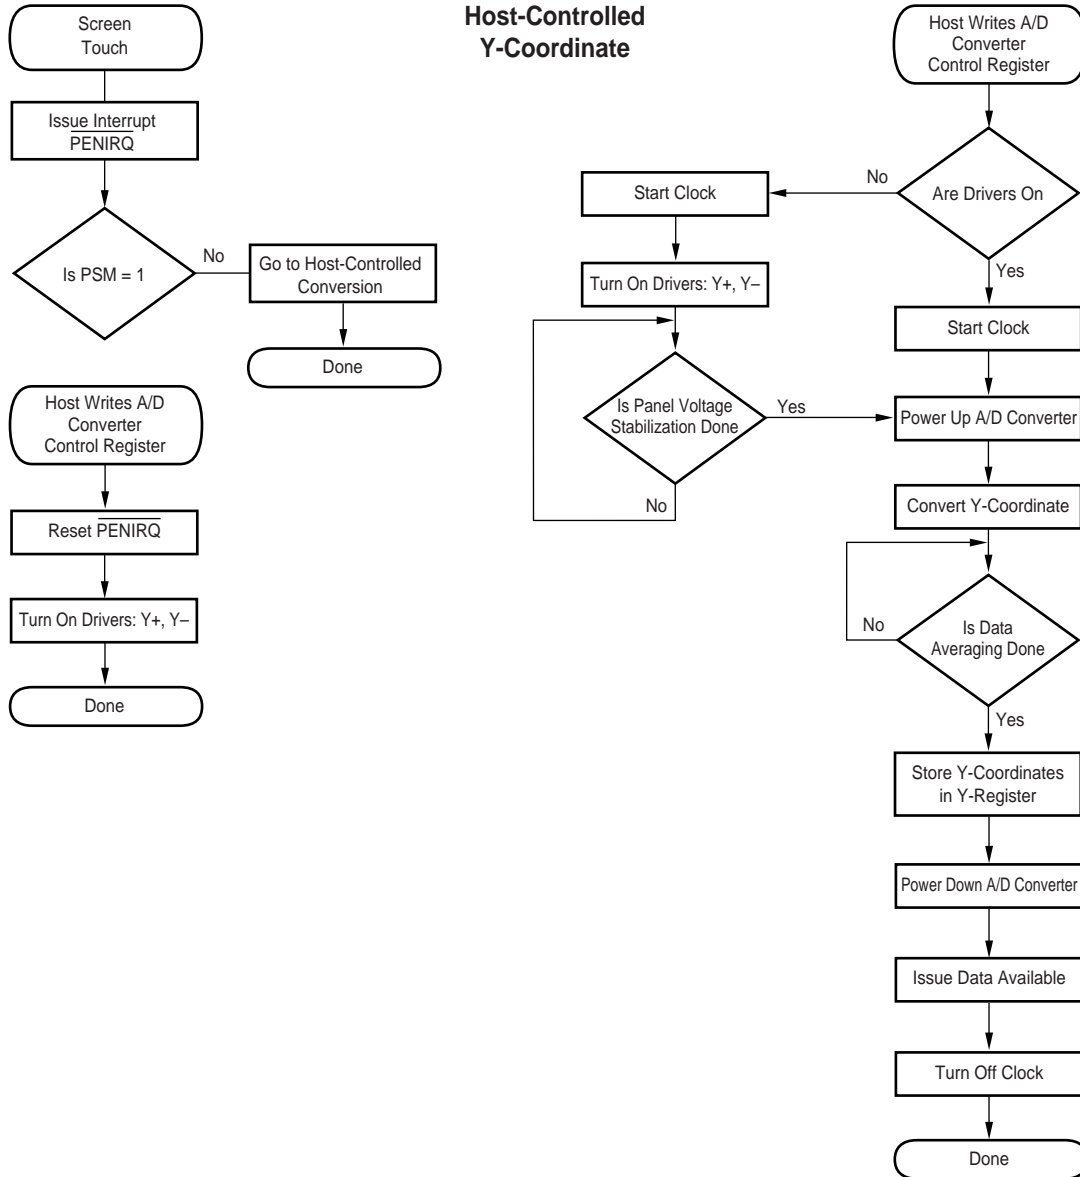 Host-Controlled
Y-Coordinate
Screen
Touch
Issue Interrupt
PENIRQ
Is PSM = 1
No
Go to Host-Controlled
Conversion
Done
Host Writes A/D
Converter
Control Register
Reset PENIRQ
Turn On Drivers: Y+, Y–
Done
Host Writes A/D
Converter
Control Register
Are Drivers On
No
Start Clock
Turn On Drivers: Y+, Y–
Is Panel Voltage
Stabilization Done
Yes
No
Yes
Start Clock
Power Up A/D Converter
Convert Y-Coordinate
Is Data
Averaging Done
No
Yes
Store Y-Coordinates
in Y-Register
Power Down A/D Converter
Issue Data Available
Turn Off Clock
Done